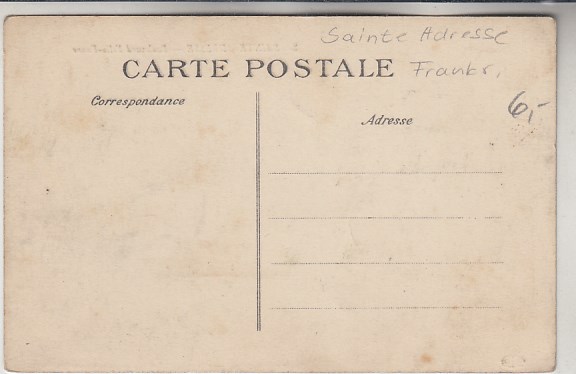 Sainte Adresse
CARTE POSTALE Frankr.
6,-
Correspondance
Adresse